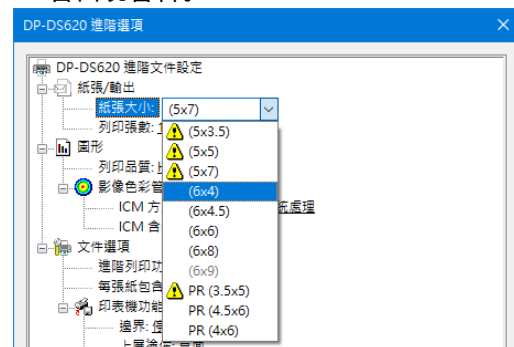 DP-DS620 進階選項
DP-DS620 進階文件設定
紙張/輸出
紙張大小: (5x7)
列印張數: 1
(5x3.5)
圖形
(5x5)
列印品質:
(5x7)
影像色彩管
(6x4)
ICM 方
(6x4.5)
統處理
ICM 含
(6x6)
文件選項
(6x8)
進階列印功
(6x9)
每張紙包含
PR (3.5x5)
印表機功能
PR (4.5x6)
邊界:
PR (4x6)